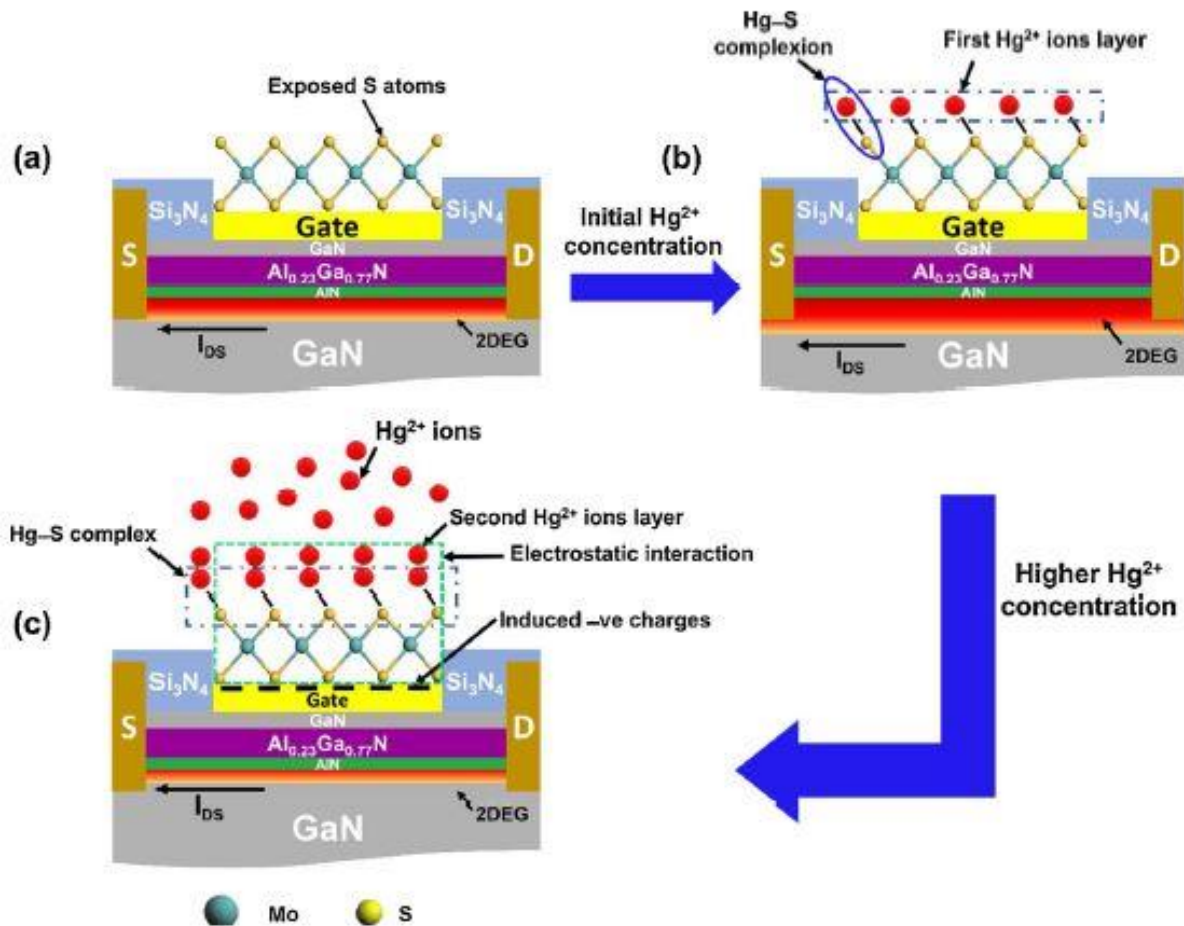 Exposed S atoms
(a)
Si₃N₄
Si₃N₄
Gate
S
D
GaN
Al₀.₂₃Ga₀.₇₇N
AlN
I_DS
2DEG
GaN
Initial Hg²⁺
concentration
Hg–S
complexion
First Hg²⁺ ions layer
(b)
Si₃N₄
Si₃N₄
Gate
S
D
GaN
Al₀.₂₃Ga₀.₇₇N
AlN
2DEG
I_DS
GaN
Higher Hg²⁺
concentration
Hg²⁺ ions
Second Hg²⁺ ions layer
Hg–S complex
Electrostatic interaction
(c)
Induced –ve charges
Si₃N₄
Si₃N₄
Gate
S
D
GaN
Al₀.₂₃Ga₀.₇₇N
AlN
I_DS
2DEG
GaN
Mo
S